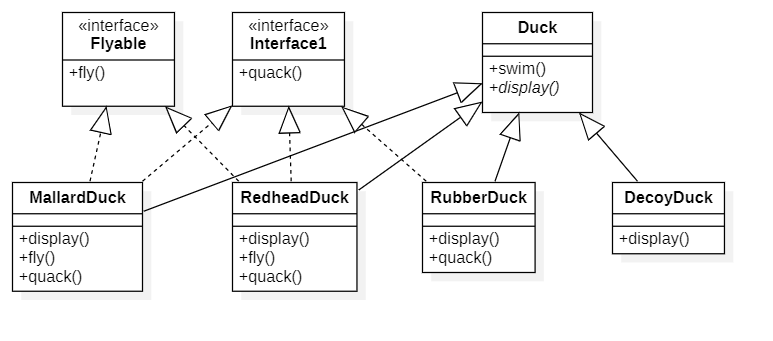 «interface»
Flyable
+fly()
«interface»
Interface1
+quack()
Duck
+swim()
+display()
MallardDuck
+display()
+fly()
+quack()
RedheadDuck
+display()
+fly()
+quack()
RubberDuck
+display()
+quack()
DecoyDuck
+display()